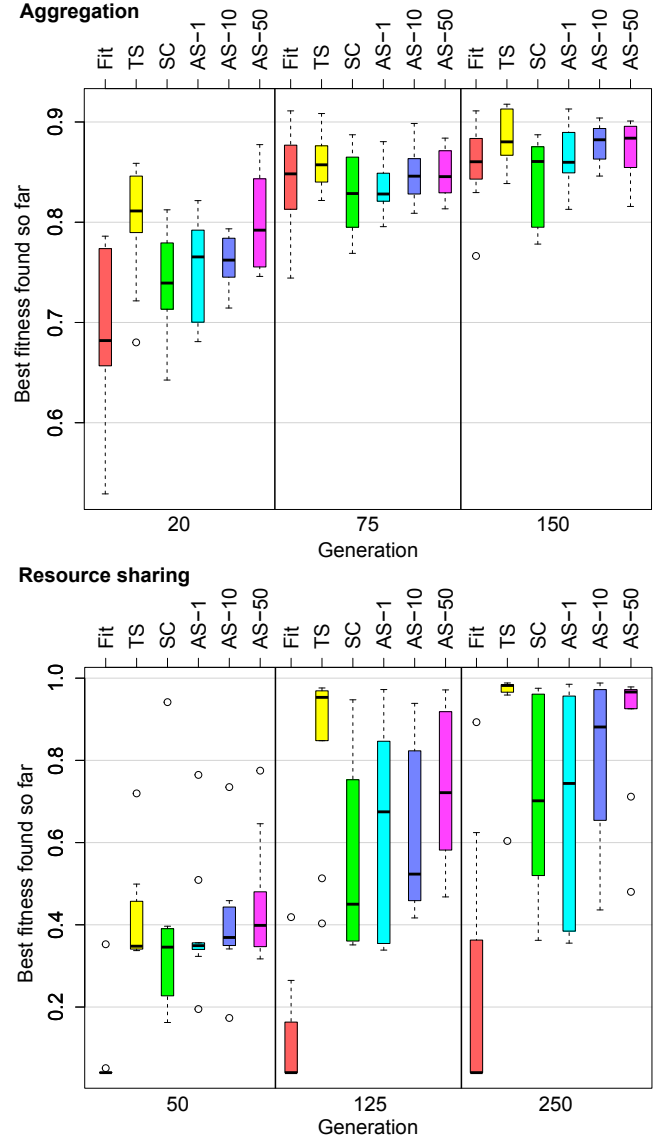 Aggregation
Fit TS SC AS−1 AS−10 AS−50 Fit TS SC AS−1 AS−10 AS−50 Fit TS SC AS−1 AS−10 AS−50
Best fitness found so far
0.9
0.8
0.7
0.6
20 75 150
Generation
Resource sharing
Fit TS SC AS−1 AS−10 AS−50 Fit TS SC AS−1 AS−10 AS−50 Fit TS SC AS−1 AS−10 AS−50
Best fitness found so far
1.0
0.8
0.6
0.4
0.2
50 125 250
Generation